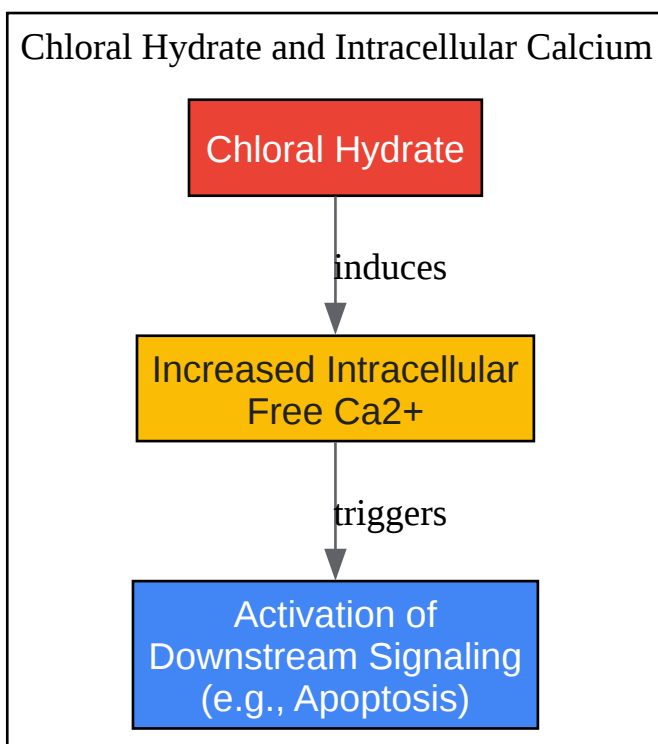 Chloral Hydrate and Intracellular Calcium
Chloral Hydrate
induces
Increased Intracellular
Free Ca2+
triggers
Activation of
Downstream Signaling
(e.g., Apoptosis)